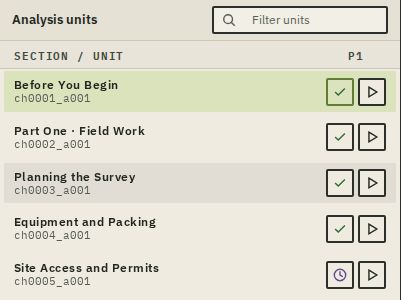 Analysis units
Filter units
SECTION / UNIT P1
Before You Begin
ch0001_a001
Part One · Field Work
ch0002_a001
Planning the Survey
ch0003_a001
Equipment and Packing
ch0004_a001
Site Access and Permits
ch0005_a001